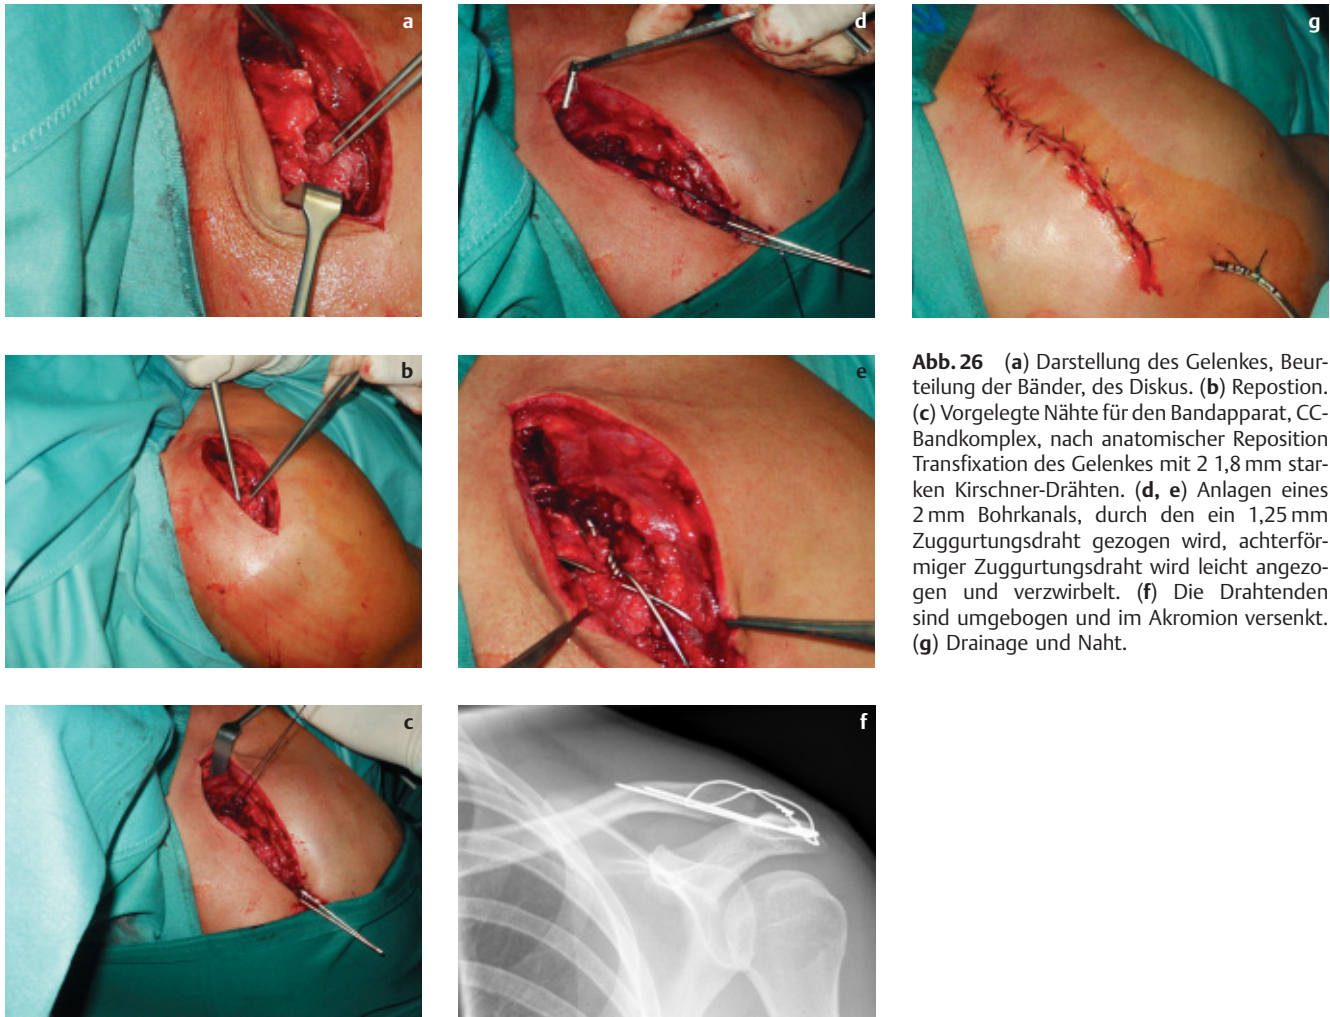 a
d
g
b
e
c
f
Abb. 26 (a) Darstellung des Gelenkes, Beur-
teilung der Bänder, des Diskus. (b) Repostion.
(c) Vorgelegte Nähte für den Bandapparat, CC-
Bandkomplex, nach anatomischer Reposition
Transfixation des Gelenkes mit 2 1,8 mm star-
ken Kirschner-Drähten. (d, e) Anlagen eines
2 mm Bohrkanals, durch den ein 1,25 mm
Zuggurtungsdraht gezogen wird, achterför-
miger Zuggurtungsdraht wird leicht angezo-
gen und verzwirbelt. (f) Die Drahtenden
sind umgebogen und im Akromion versenkt.
(g) Drainage und Naht.